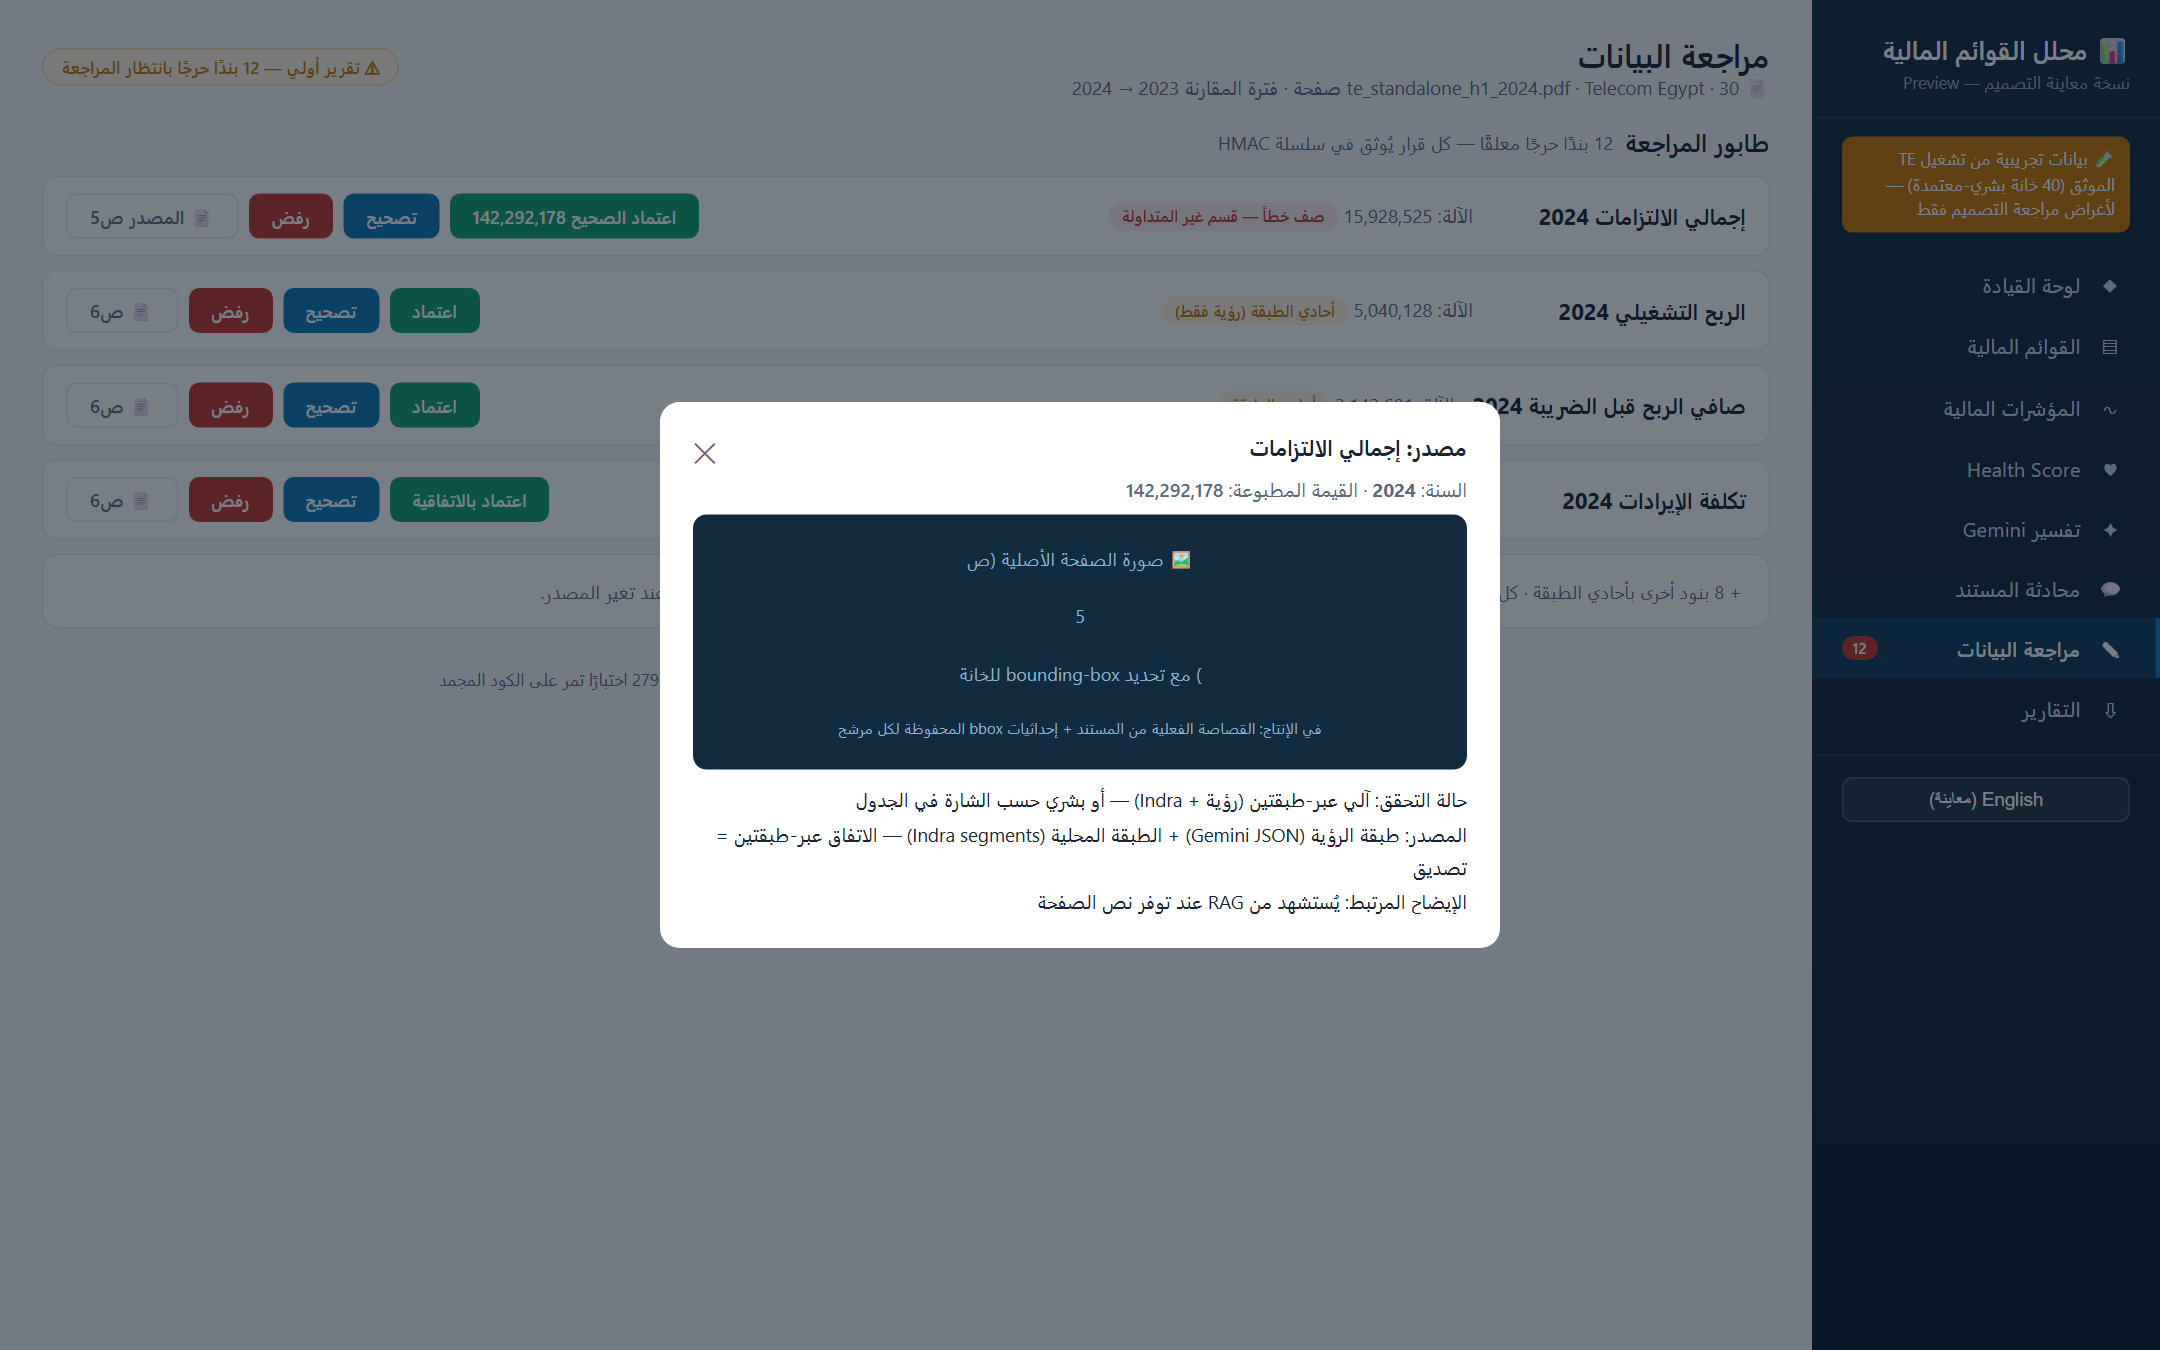 📊 محلل القوائم المالية
نسخة معاينة التصميم — Preview
🧪 بيانات تجريبية من تشغيل TE
الموثق (40 خانة بشري-معتمدة) —
لأغراض مراجعة التصميم فقط
◆ لوحة القيادة
▤ القوائم المالية
∿ المؤشرات المالية
♥ Health Score
✦ تفسير Gemini
💬 محادثة المستند
✎ مراجعة البيانات 12
⇩ التقارير
English (معاينة)
مراجعة البيانات
📄 te_standalone_h1_2024.pdf · Telecom Egypt · 30 صفحة · فترة المقارنة 2023 → 2024
⚠ تقرير أولي — 12 بندًا حرجًا بانتظار المراجعة
طابور المراجعة 12 بندًا حرجًا معلقًا — كل قرار يُوثق في سلسلة HMAC
إجمالي الالتزامات 2024 الآلة: 15,928,525 صف خطأ — قسم غير المتداولة اعتماد الصحيح 142,292,178 تصحيح رفض 📄 المصدر ص5
الربح التشغيلي 2024 الآلة: 5,040,128 أحادي الطبقة (رؤية فقط) اعتماد تصحيح رفض 📄 ص6
صافي الربح قبل الضريبة 2024 اعتماد تصحيح رفض 📄 ص6
تكلفة الإيرادات 2024 اعتماد بالاتفاقية تصحيح رفض 📄 ص6
+ 8 بنود أخرى بأحادي الطبقة · كل
عند تغير المصدر.
279 اختبارًا تمر على الكود المجمد
مصدر: إجمالي الالتزامات
السنة: 2024 · القيمة المطبوعة: 142,292,178
🖼️ صورة الصفحة الأصلية (ص
5
) مع تحديد bounding-box للخانة
في الإنتاج: القصاصة الفعلية من المستند + إحداثيات bbox المحفوظة لكل مرشح
حالة التحقق: آلي عبر-طبقتين (رؤية + Indra) — أو بشري حسب الشارة في الجدول
المصدر: طبقة الرؤية (Gemini JSON) + الطبقة المحلية (Indra segments) — الاتفاق عبر-طبقتين =
تصديق
الإيضاح المرتبط: يُستشهد من RAG عند توفر نص الصفحة